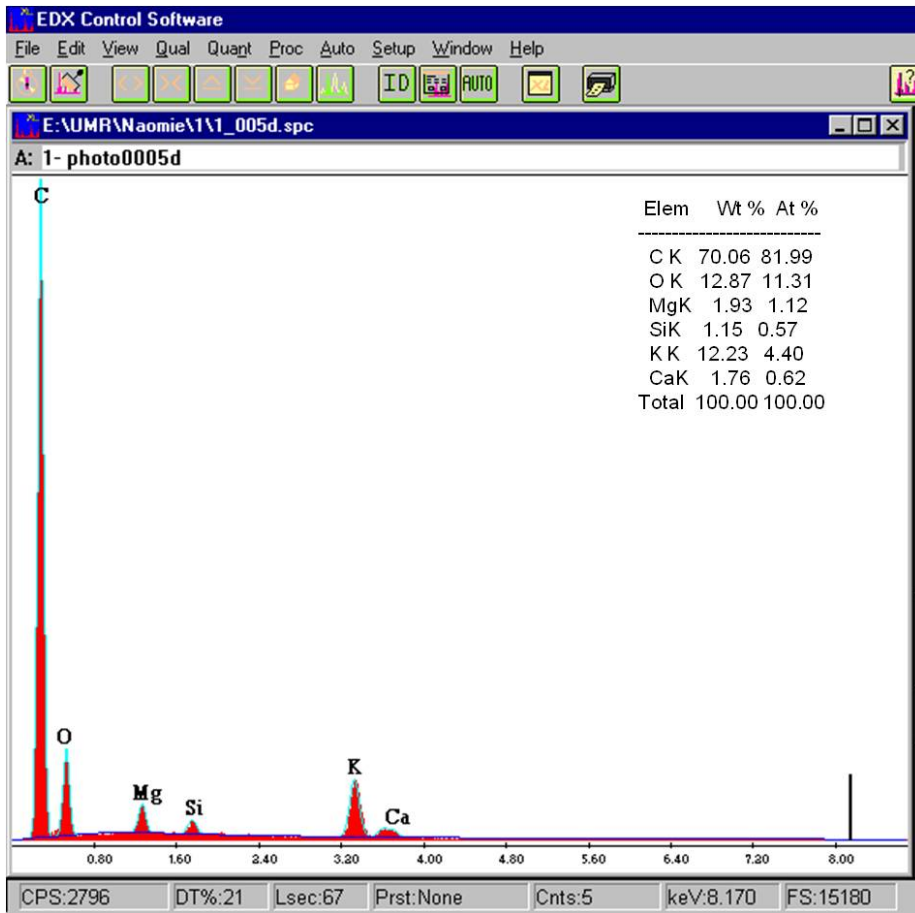 EDX Control Software
File Edit View Qual Quant Proc Auto Setup Window Help
ID AUTO
E:\UMR\Naomie\1\1_005d.spc
A: 1- photo0005d
C
Elem Wt % At %
---------------------------
C K 70.06 81.99
O K 12.87 11.31
MgK 1.93 1.12
SiK 1.15 0.57
K K 12.23 4.40
CaK 1.76 0.62
Total 100.00 100.00
O
Mg
Si
K
Ca
0.80 1.60 2.40 3.20 4.00 4.80 5.60 6.40 7.20 8.00
CPS:2796 DT%:21 Lsec:67 Prst:None Cnts:5 keV:8.170 FS:15180